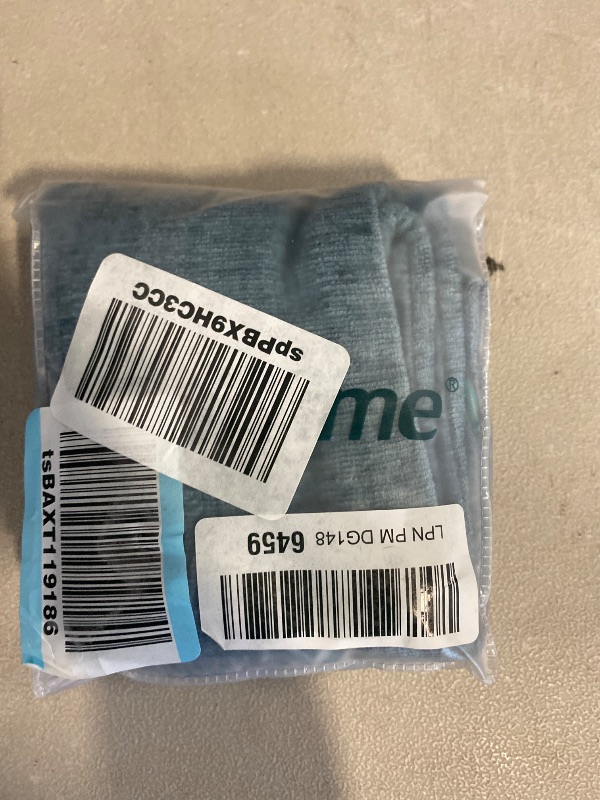 spPBX9HC3CC
me®
tsBAXT119186
LPN PM DG148 6459